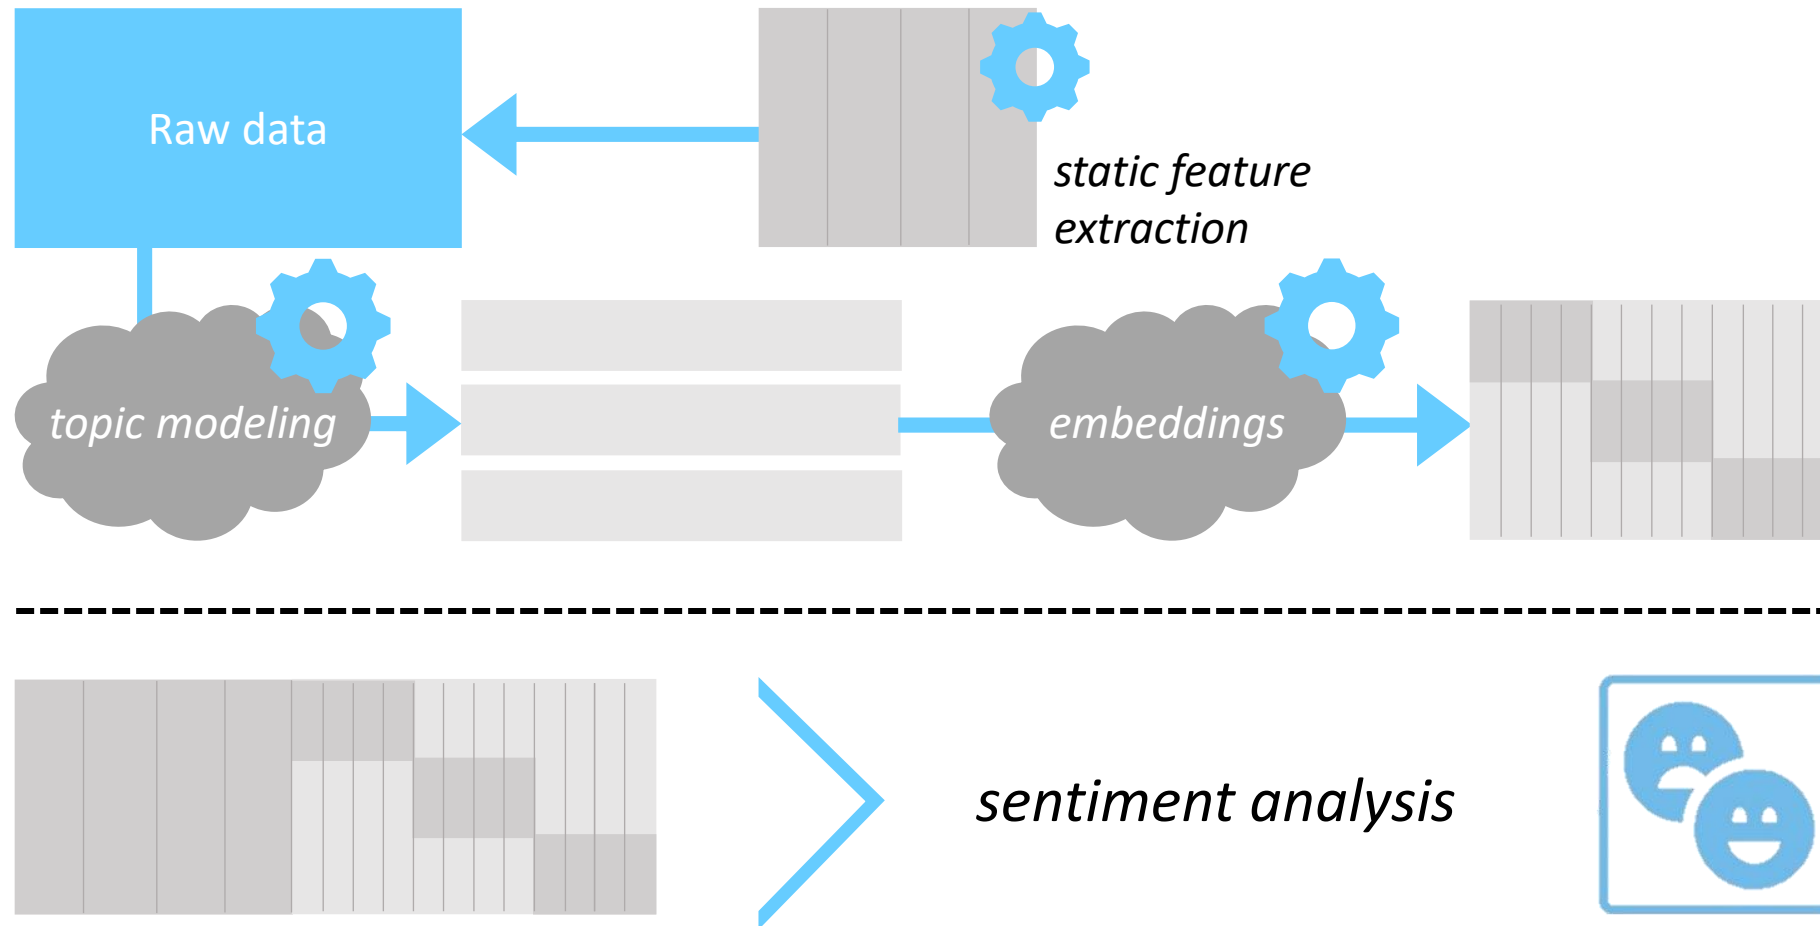 Raw data
static feature
extraction
topic modeling
embeddings
sentiment analysis